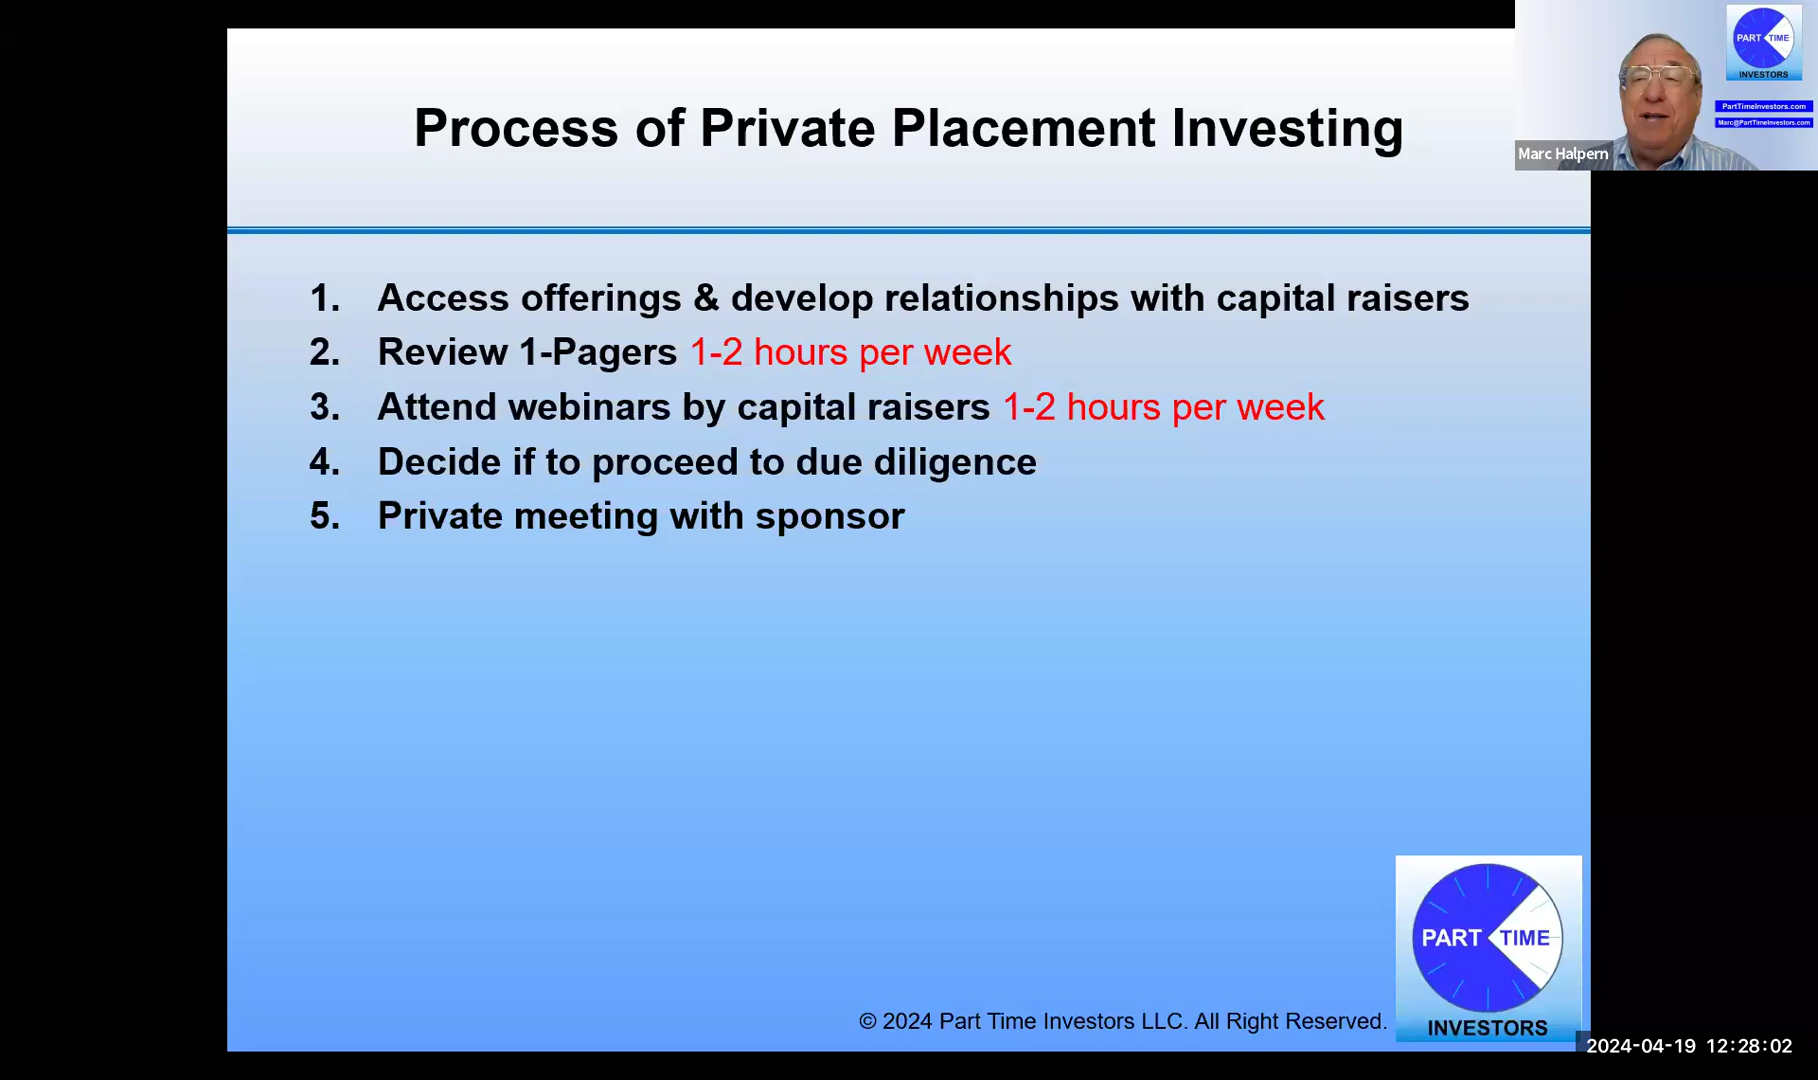 Process of Private Placement Investing
PART TIME
INVESTORS
PartTimeInvestors.com
Marc@PartTimeInvestors.com
Marc Halpern
1. Access offerings & develop relationships with capital raisers
2. Review 1-Pagers 1-2 hours per week
3. Attend webinars by capital raisers 1-2 hours per week
4. Decide if to proceed to due diligence
5. Private meeting with sponsor
PART TIME
INVESTORS
© 2024 Part Time Investors LLC. All Right Reserved.
2024-04-19 12:28:02